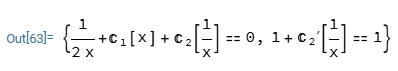 Out[63]= {1/(2 x) + ℂ₁[x] + ℂ₂[1/x] == 0, 1 + ℂ₂′[1/x] == 1}